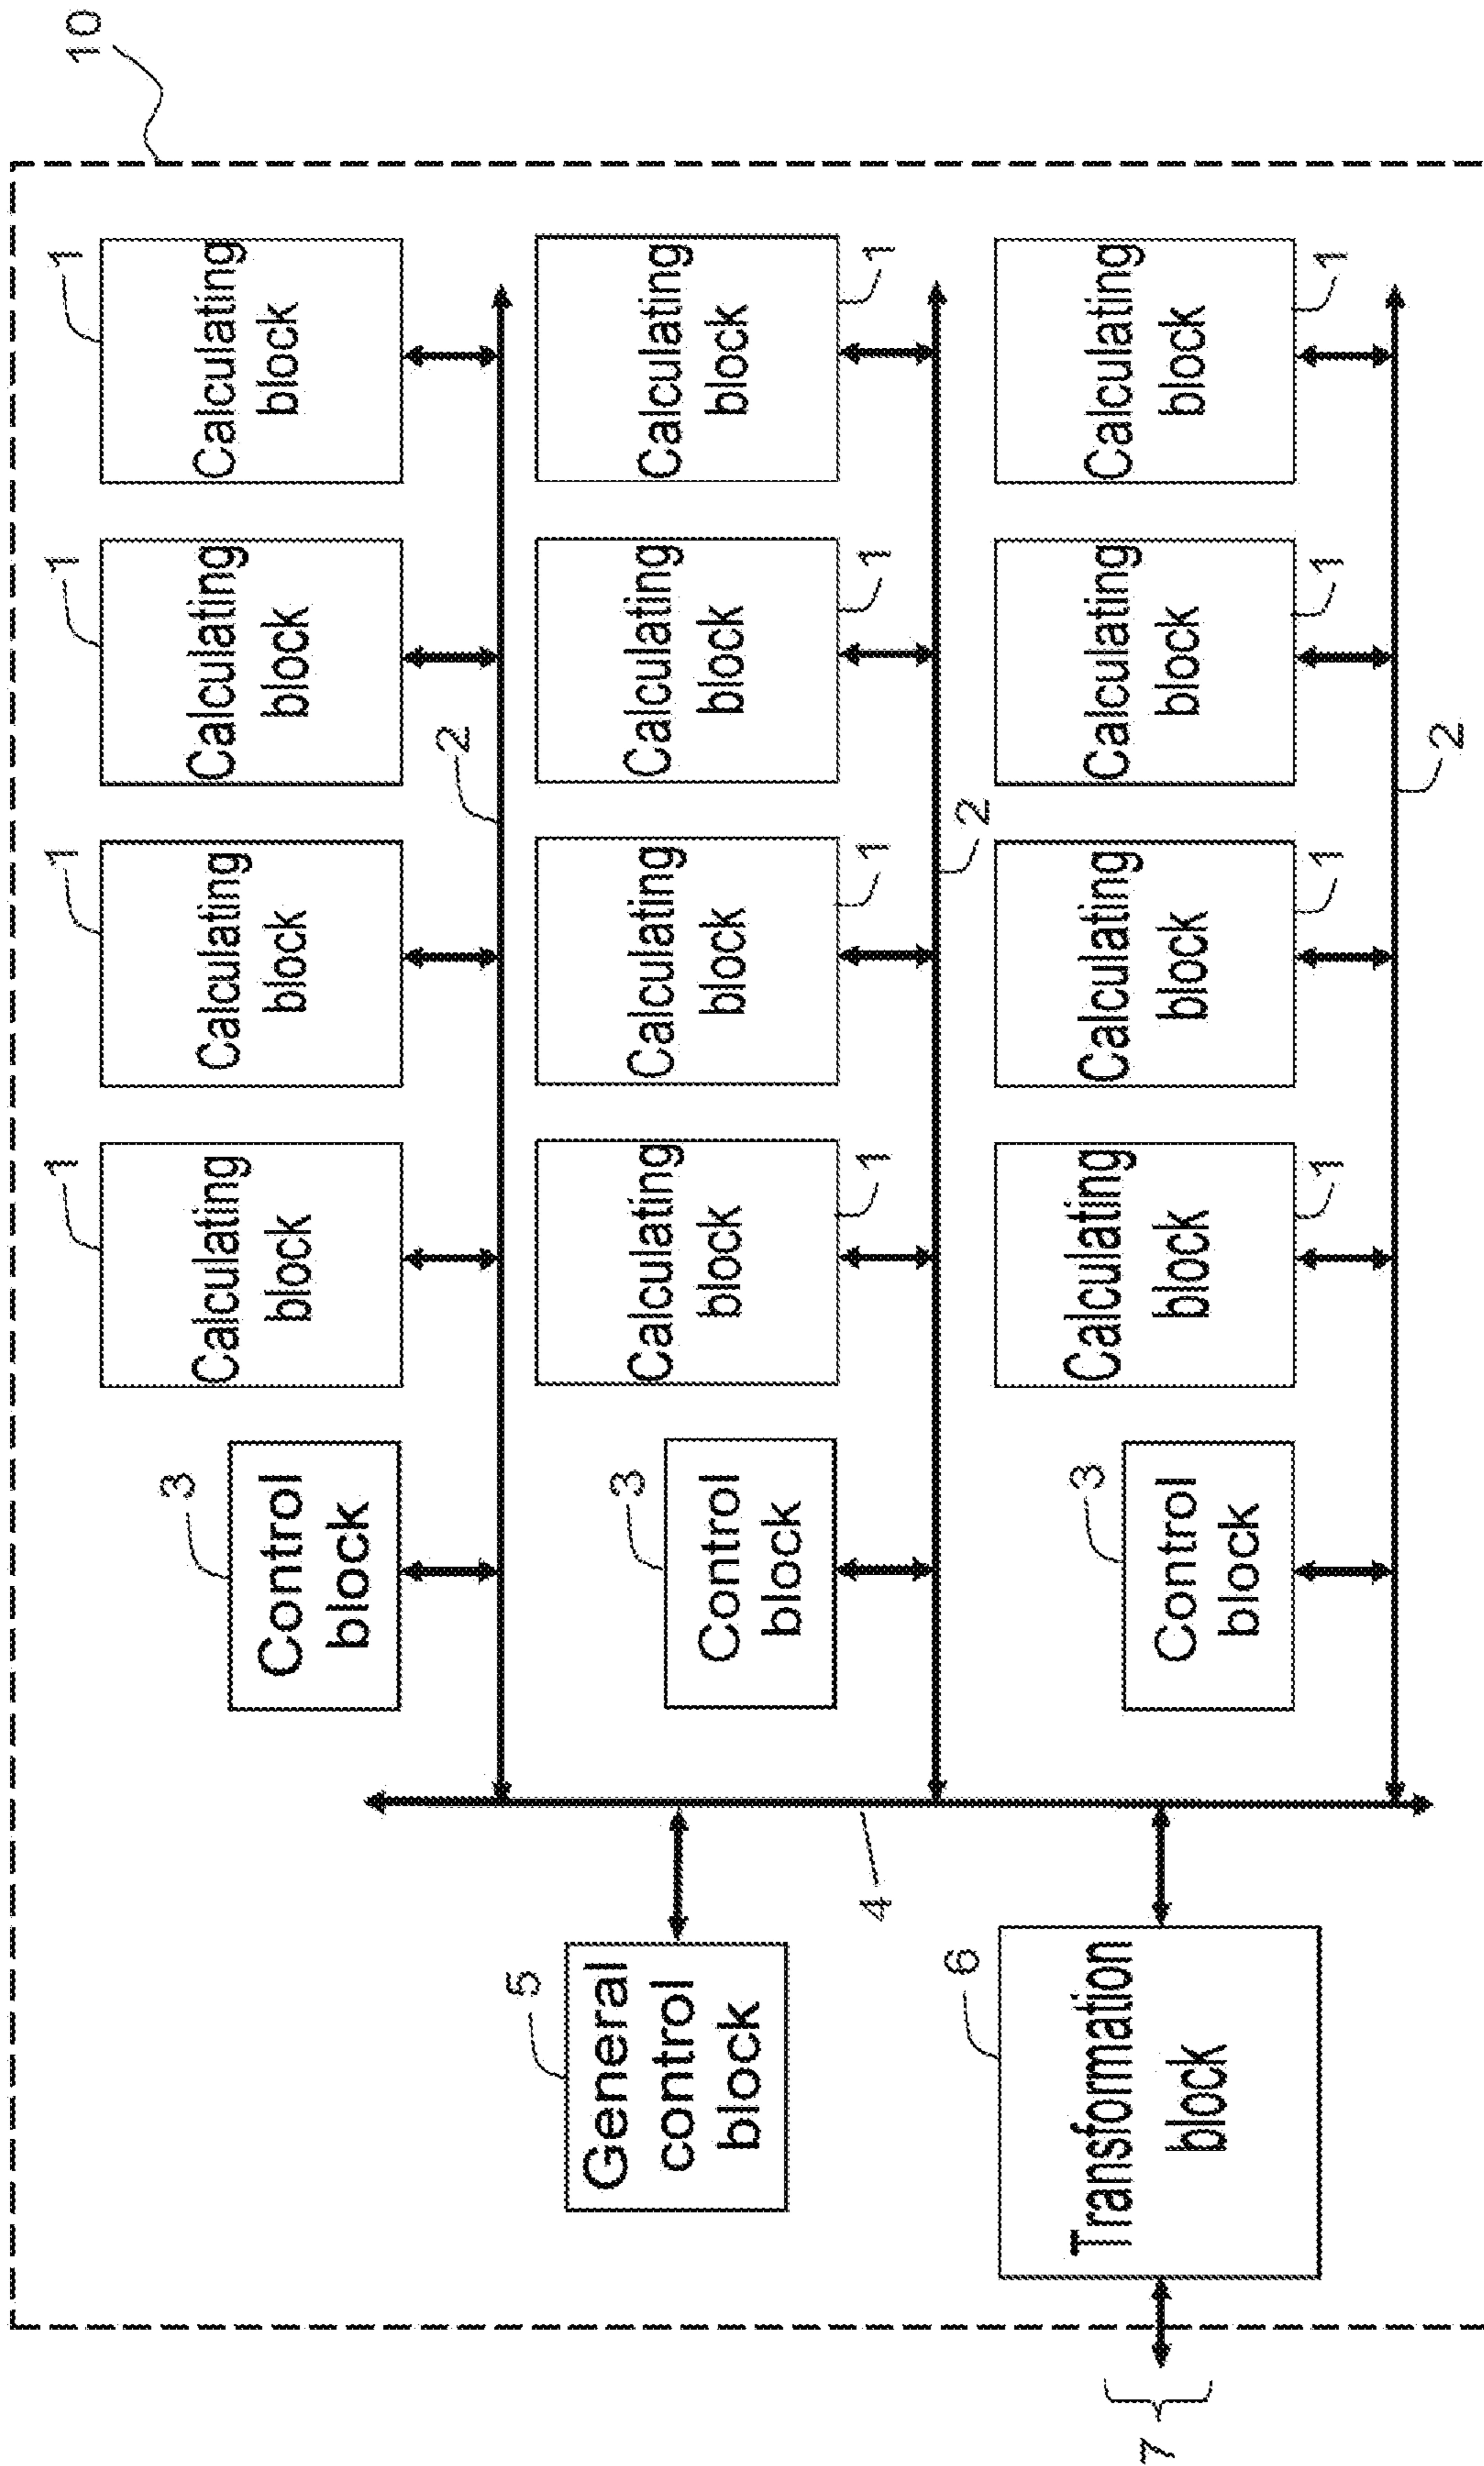 10
1
1
1
1
3
Control
block
Calculating
block
Calculating
block
Calculating
block
Calculating
block
2
5
General
control
block
3
Control
block
Calculating
block
Calculating
block
Calculating
block
Calculating
block
1
1
1
1
4
2
6
Transformation
block
7
3
Control
block
Calculating
block
Calculating
block
Calculating
block
Calculating
block
1
1
1
1
2